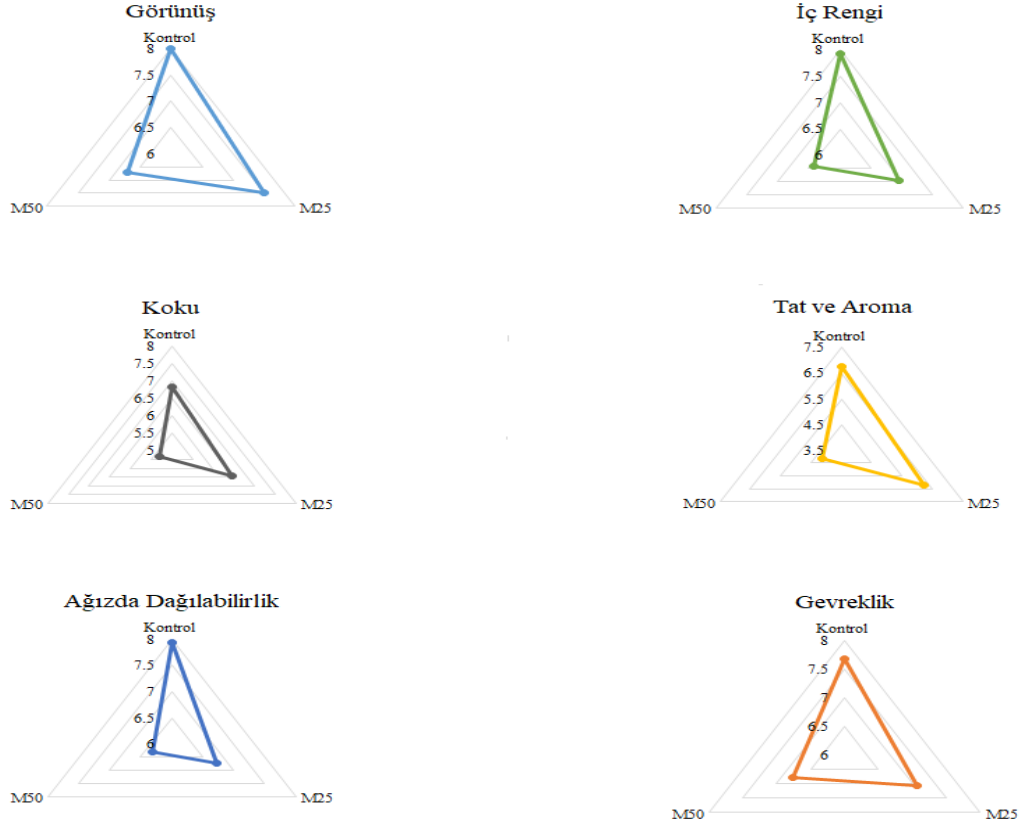 Görünüş
Kontrol
8
7.5
7
6.5
6
M50
M25
İç Rengi
Kontrol
8
7.5
7
6.5
6
M50
M25
Koku
Kontrol
8
7.5
7
6.5
6
5.5
5
M50
M25
Tat ve Aroma
Kontrol
7.5
6.5
5.5
4.5
3.5
M50
M25
Ağızda Dağılabilirlik
Kontrol
8
7.5
7
6.5
6
M50
M25
Gevreklik
Kontrol
8
7.5
7
6.5
6
M50
M25